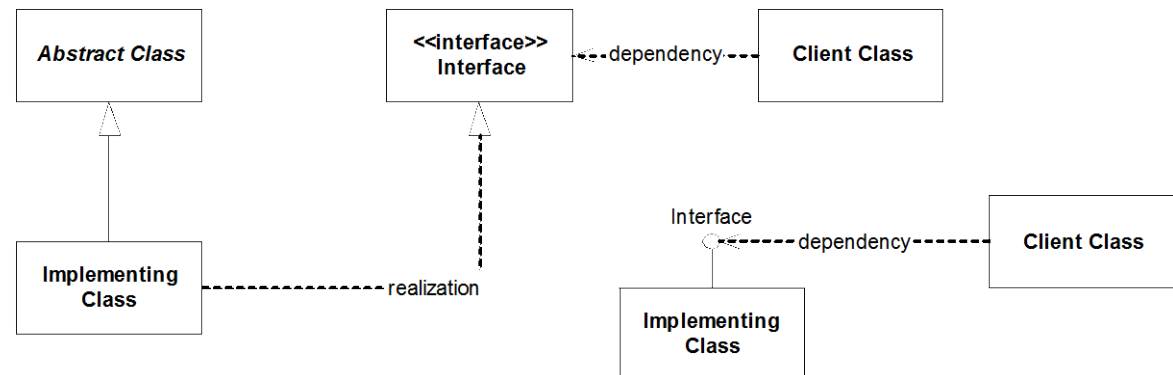 Abstract Class
<<interface>>
Interface
dependency
Client Class
Interface
dependency
Client Class
Implementing
Class
realization
Implementing
Class